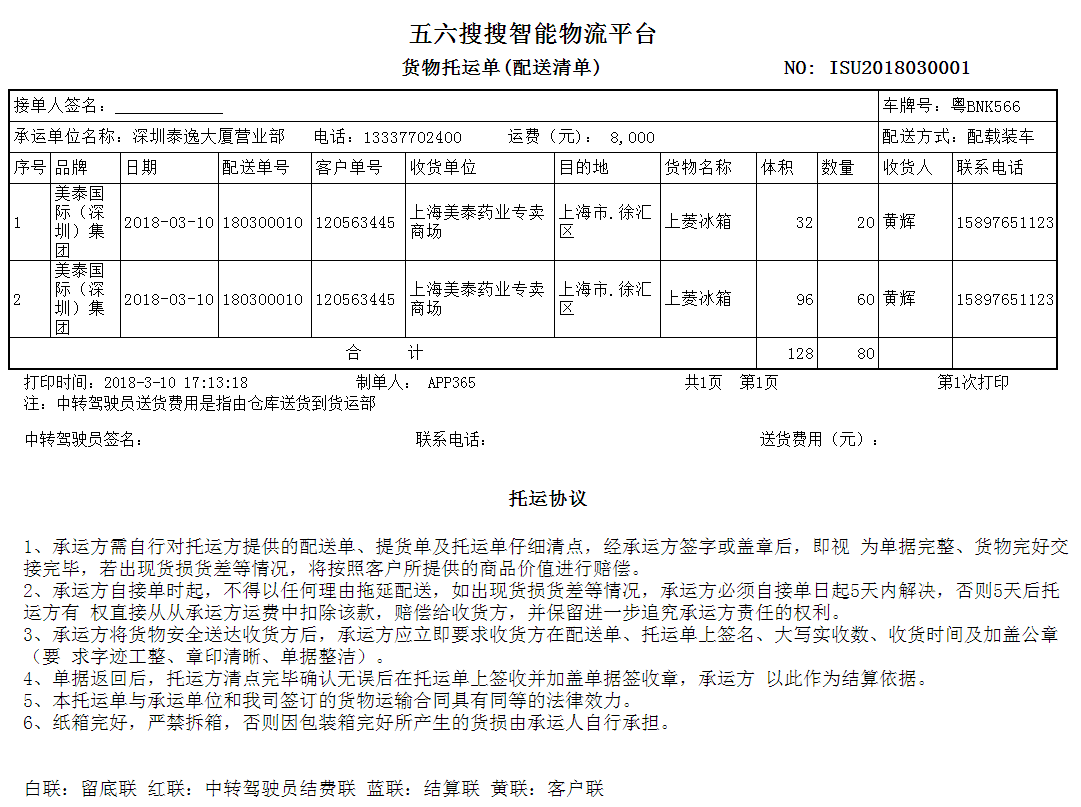 五六搜搜智能物流平台
货物托运单(配送清单)
NO: ISU2018030001
接单人签名：____________ 车牌号：粤BNK566
承运单位名称：深圳泰逸大厦营业部 电话：13337702400 运费（元）： 8,000 配送方式：配载装车
序号 品牌 日期 配送单号 客户单号 收货单位 目的地 货物名称 体积 数量 收货人 联系电话
1 美泰国际（深圳）集团 2018-03-10 180300010 120563445 上海美泰药业专卖商场 上海市.徐汇区 上菱冰箱 32 20 黄辉 15897651123
2 美泰国际（深圳）集团 2018-03-10 180300010 120563445 上海美泰药业专卖商场 上海市.徐汇区 上菱冰箱 96 60 黄辉 15897651123
合 计 128 80
打印时间：2018-3-10 17:13:18 制单人： APP365 共1页 第1页 第1次打印
注：中转驾驶员送货费用是指由仓库送货到货运部
中转驾驶员签名： 联系电话： 送货费用（元）：
托运协议
1、承运方需自行对托运方提供的配送单、提货单及托运单仔细清点，经承运方签字或盖章后，即视 为单据完整、货物完好交
接完毕，若出现货损货差等情况，将按照客户所提供的商品价值进行赔偿。
2、承运方自接单时起，不得以任何理由拖延配送，如出现货损货差等情况，承运方必须自接单日起5天内解决，否则5天后托
运方有 权直接从从承运方运费中扣除该款，赔偿给收货方，并保留进一步追究承运方责任的权利。
3、承运方将货物安全送达收货方后，承运方应立即要求收货方在配送单、托运单上签名、大写实收数、收货时间及加盖公章
（要 求字迹工整、章印清晰、单据整洁）。
4、单据返回后，托运方清点完毕确认无误后在托运单上签收并加盖单据签收章，承运方 以此作为结算依据。
5、本托运单与承运单位和我司签订的货物运输合同具有同等的法律效力。
6、纸箱完好，严禁拆箱，否则因包装箱完好所产生的货损由承运人自行承担。
白联：留底联 红联：中转驾驶员结费联 蓝联：结算联 黄联：客户联